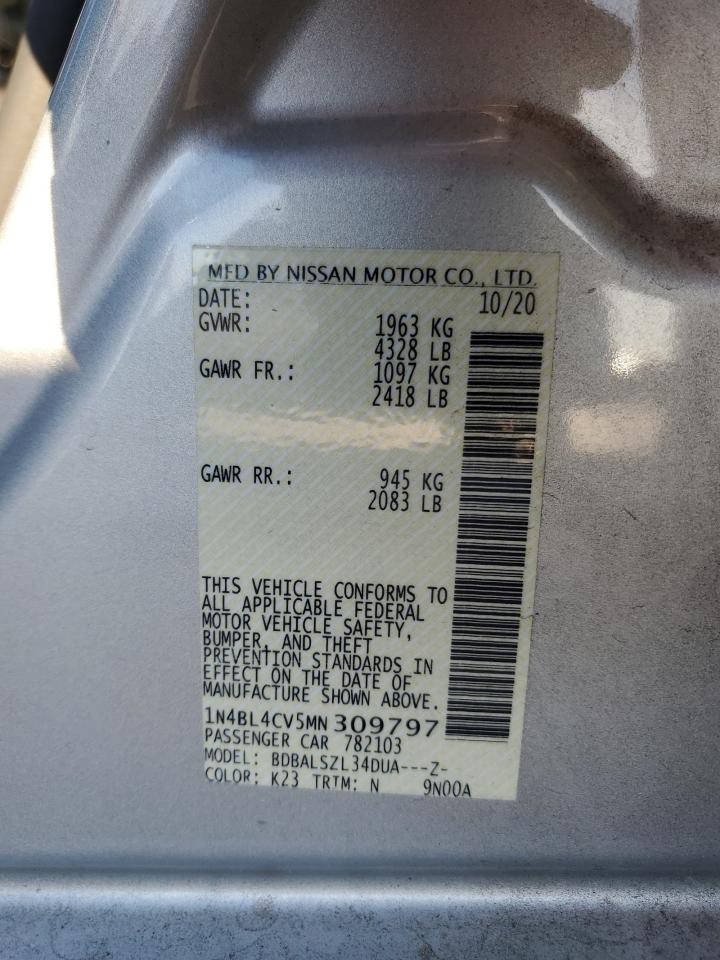 MFD BY NISSAN MOTOR CO., LTD.
DATE: 10/20
GVWR: 1963 KG
4328 LB
GAWR FR.: 1097 KG
2418 LB
GAWR RR.: 945 KG
2083 LB
THIS VEHICLE CONFORMS TO
ALL APPLICABLE FEDERAL
MOTOR VEHICLE SAFETY,
BUMPER, AND THEFT
PREVENTION STANDARDS IN
EFFECT ON THE DATE OF
MANUFACTURE SHOWN ABOVE.
1N4BL4CV5MN309797
PASSENGER CAR 782103
MODEL: BDBALSZL34DUA---Z-
COLOR: K23 TRIM: N 9N00A